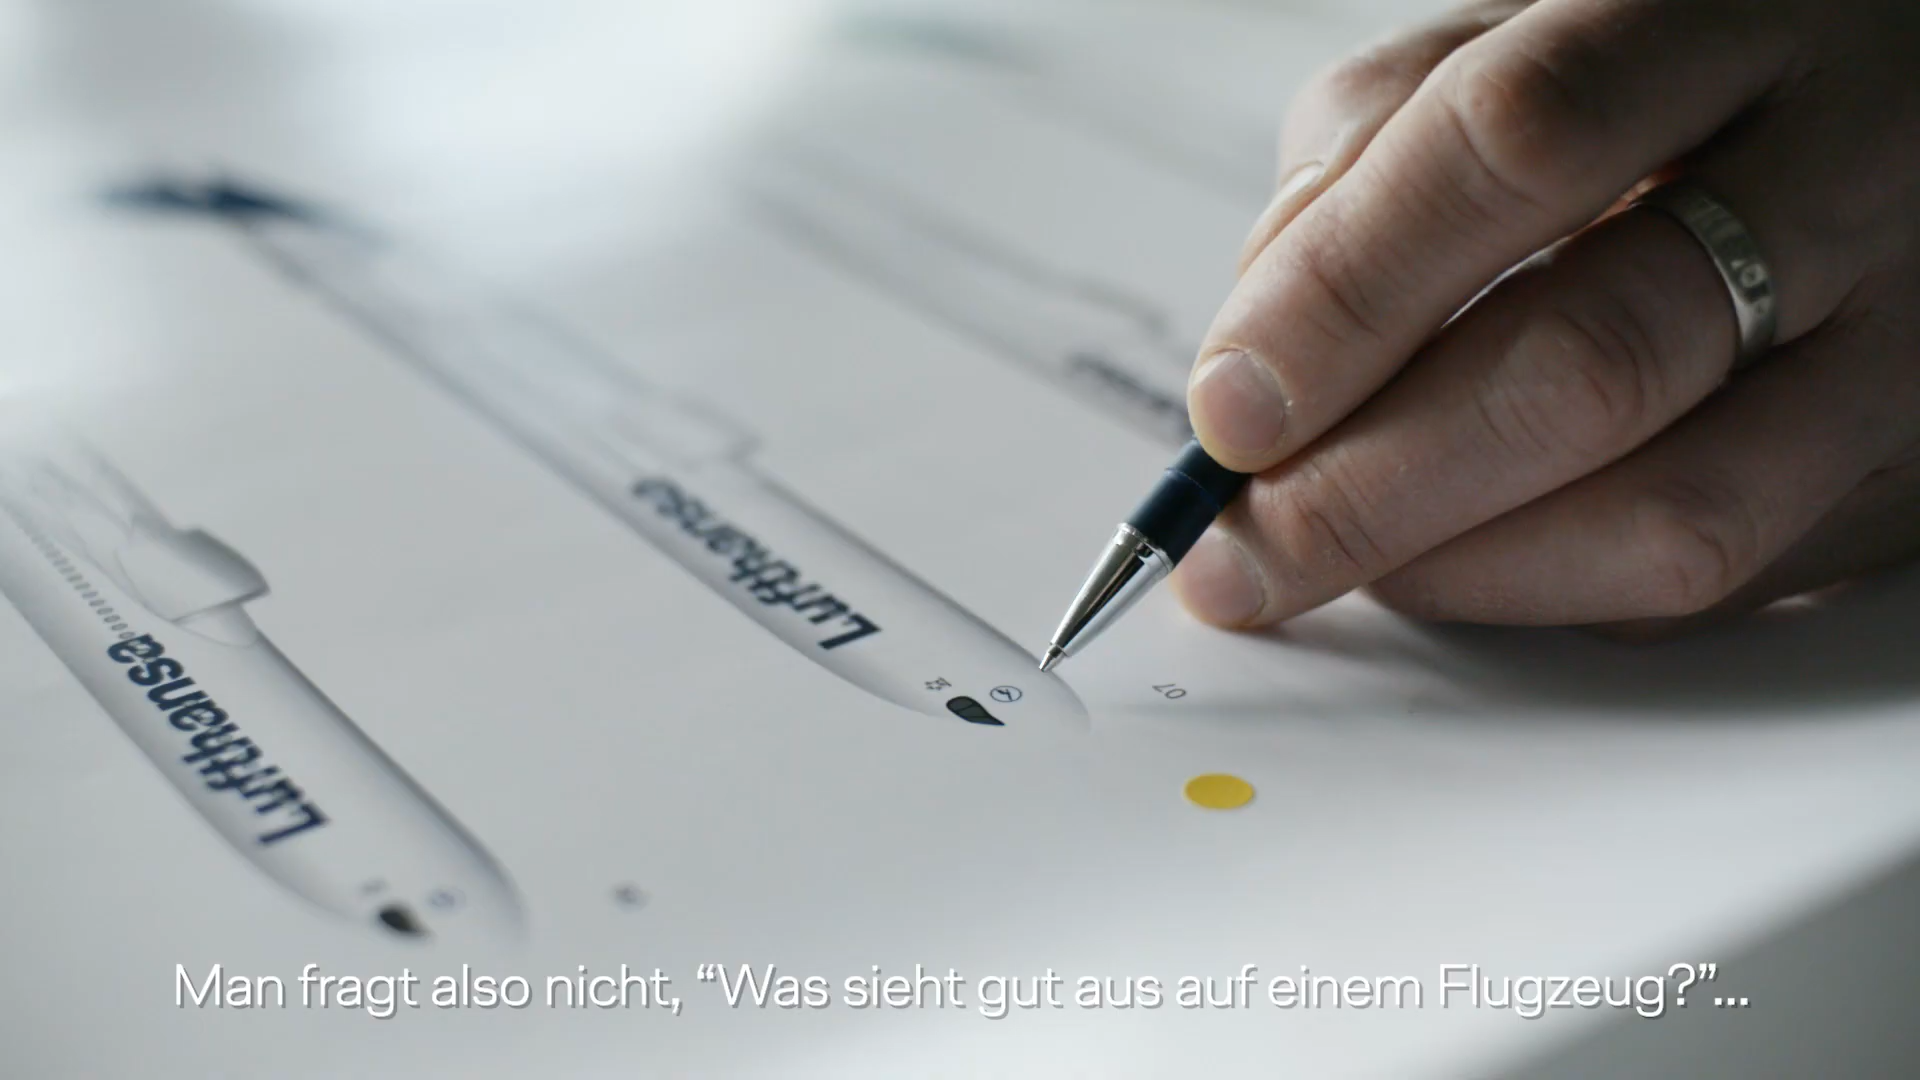 Lufthansa
Lufthansa
07
Man fragt also nicht, “Was sieht gut aus auf einem Flugzeug?”...